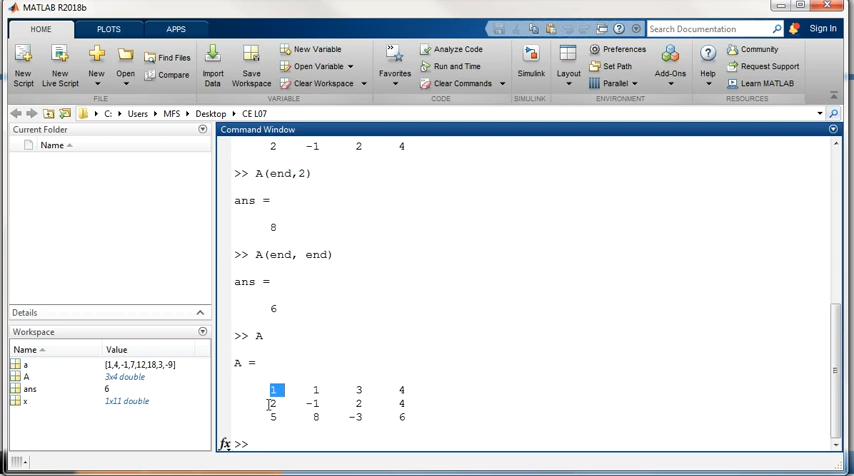 MATLAB R2018b
HOME PLOTS APPS
Search Documentation Sign In
New Script
New Live Script
New
Open
Find Files
Compare
FILE
Import Data
Save Workspace
New Variable
Open Variable
Clear Workspace
VARIABLE
Favorites
Analyze Code
Run and Time
Clear Commands
CODE
Simulink
SIMULINK
Layout
Preferences
Set Path
Parallel
ENVIRONMENT
Add-Ons
Help
Community
Request Support
Learn MATLAB
RESOURCES
C: Users MFS Desktop CE L07
Current Folder
Name
Details
Workspace
Name Value
a [1,4,-1,7,12,18,3,-9]
A 3x4 double
ans 6
x 1x11 double
Command Window
2 -1 2 4
>> A(end,2)
ans =
8
>> A(end, end)
ans =
6
>> A
A =
1 1 3 4
2 -1 2 4
5 8 -3 6
fx >>